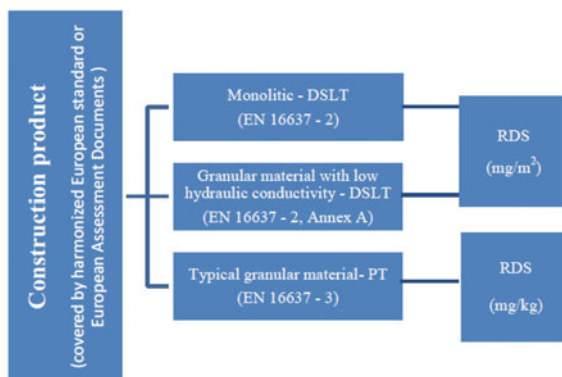 Construction product
(covered by harmonized European standard or
European Assessment Documents )
Monolitic - DSLT
(EN 16637 - 2)
Granular material with low
hydraulic conductivity - DSLT
(EN 16637 - 2, Annex A)
Typical granular material- PT
(EN 16637 - 3)
RDS
(mg/m²)
RDS
(mg/kg)